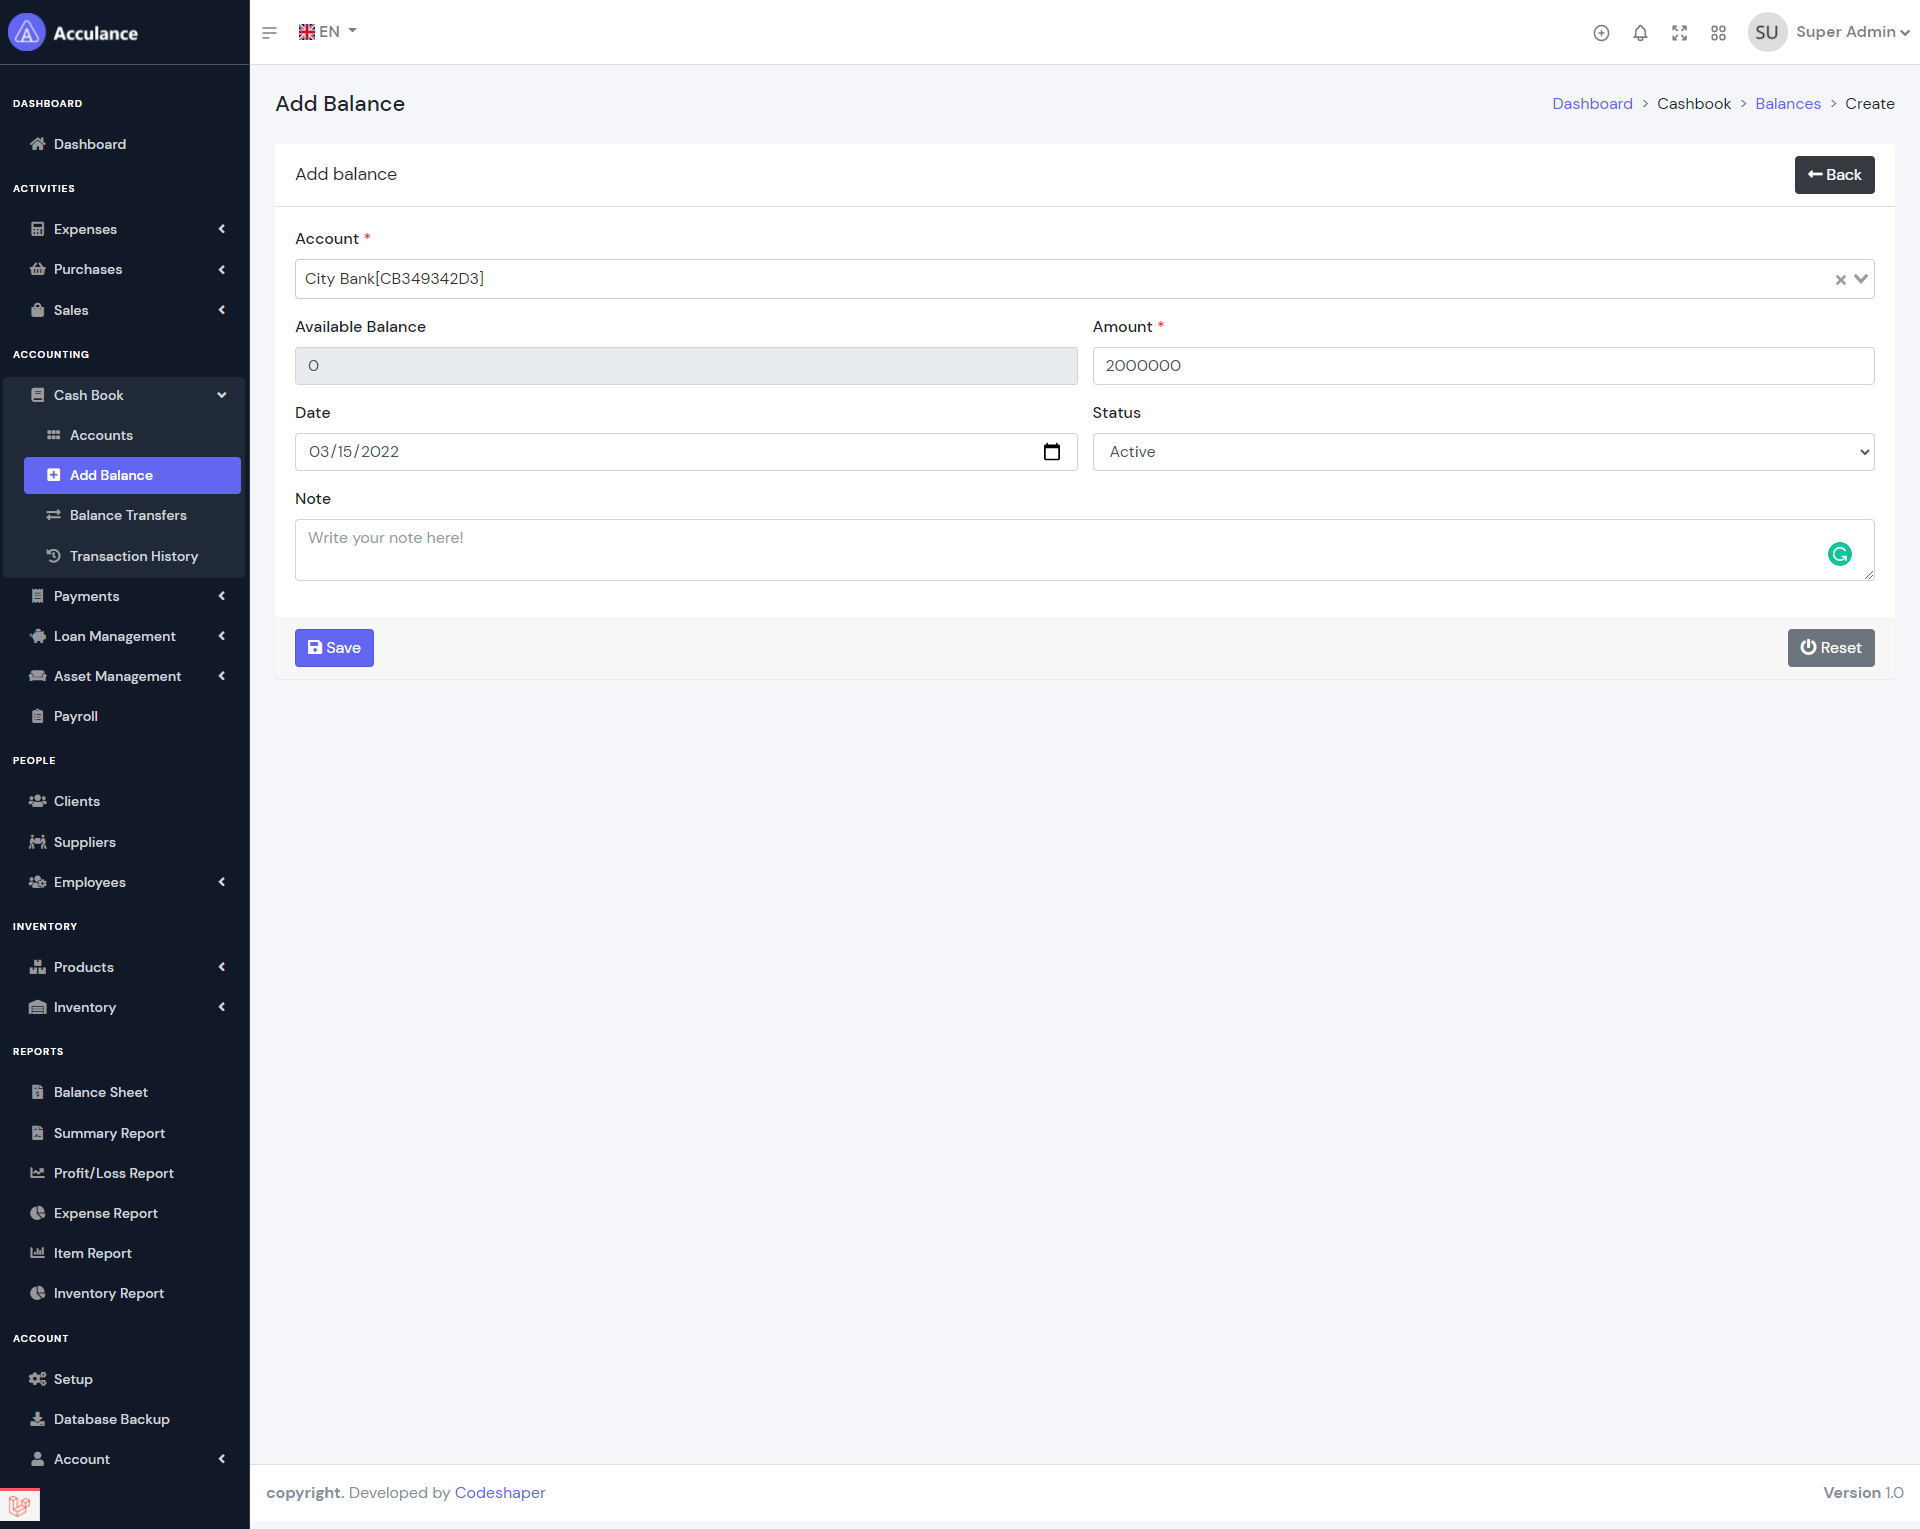 Acculance
EN
SU
Super Admin
DASHBOARD
Dashboard
ACTIVITIES
Expenses
Purchases
Sales
ACCOUNTING
Cash Book
Accounts
Add Balance
Balance Transfers
Transaction History
Payments
Loan Management
Asset Management
Payroll
PEOPLE
Clients
Suppliers
Employees
INVENTORY
Products
Inventory
REPORTS
Balance Sheet
Summary Report
Profit/Loss Report
Expense Report
Item Report
Inventory Report
ACCOUNT
Setup
Database Backup
Account
Add Balance
Dashboard > Cashbook > Balances > Create
Add balance
Back
Account *
City Bank[CB349342D3]
Available Balance
0
Amount *
2000000
Date
03/15/2022
Status
Active
Note
Write your note here!
Save
Reset
copyright. Developed by Codeshaper
Version 1.0